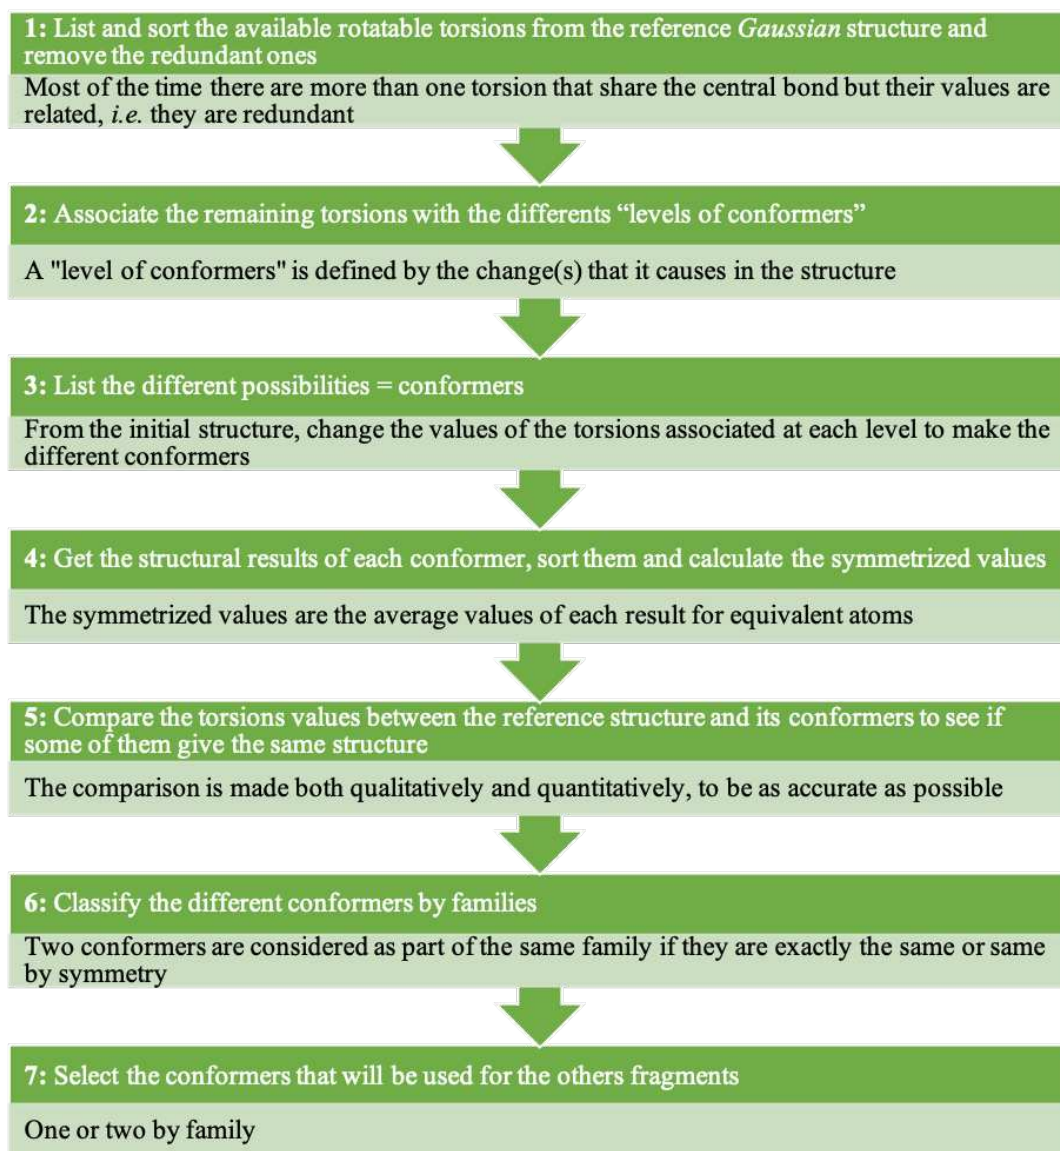 1: List and sort the available rotatable torsions from the reference Gaussian structure and
remove the redundant ones
Most of the time there are more than one torsion that share the central bond but their values are
related, i.e. they are redundant
2: Associate the remaining torsions with the differents “levels of conformers”
A "level of conformers" is defined by the change(s) that it causes in the structure
3: List the different possibilities = conformers
From the initial structure, change the values of the torsions associated at each level to make the
different conformers
4: Get the structural results of each conformer, sort them and calculate the symmetrized values
The symmetrized values are the average values of each result for equivalent atoms
5: Compare the torsions values between the reference structure and its conformers to see if
some of them give the same structure
The comparison is made both qualitatively and quantitatively, to be as accurate as possible
6: Classify the different conformers by families
Two conformers are considered as part of the same family if they are exactly the same or same
by symmetry
7: Select the conformers that will be used for the others fragments
One or two by family